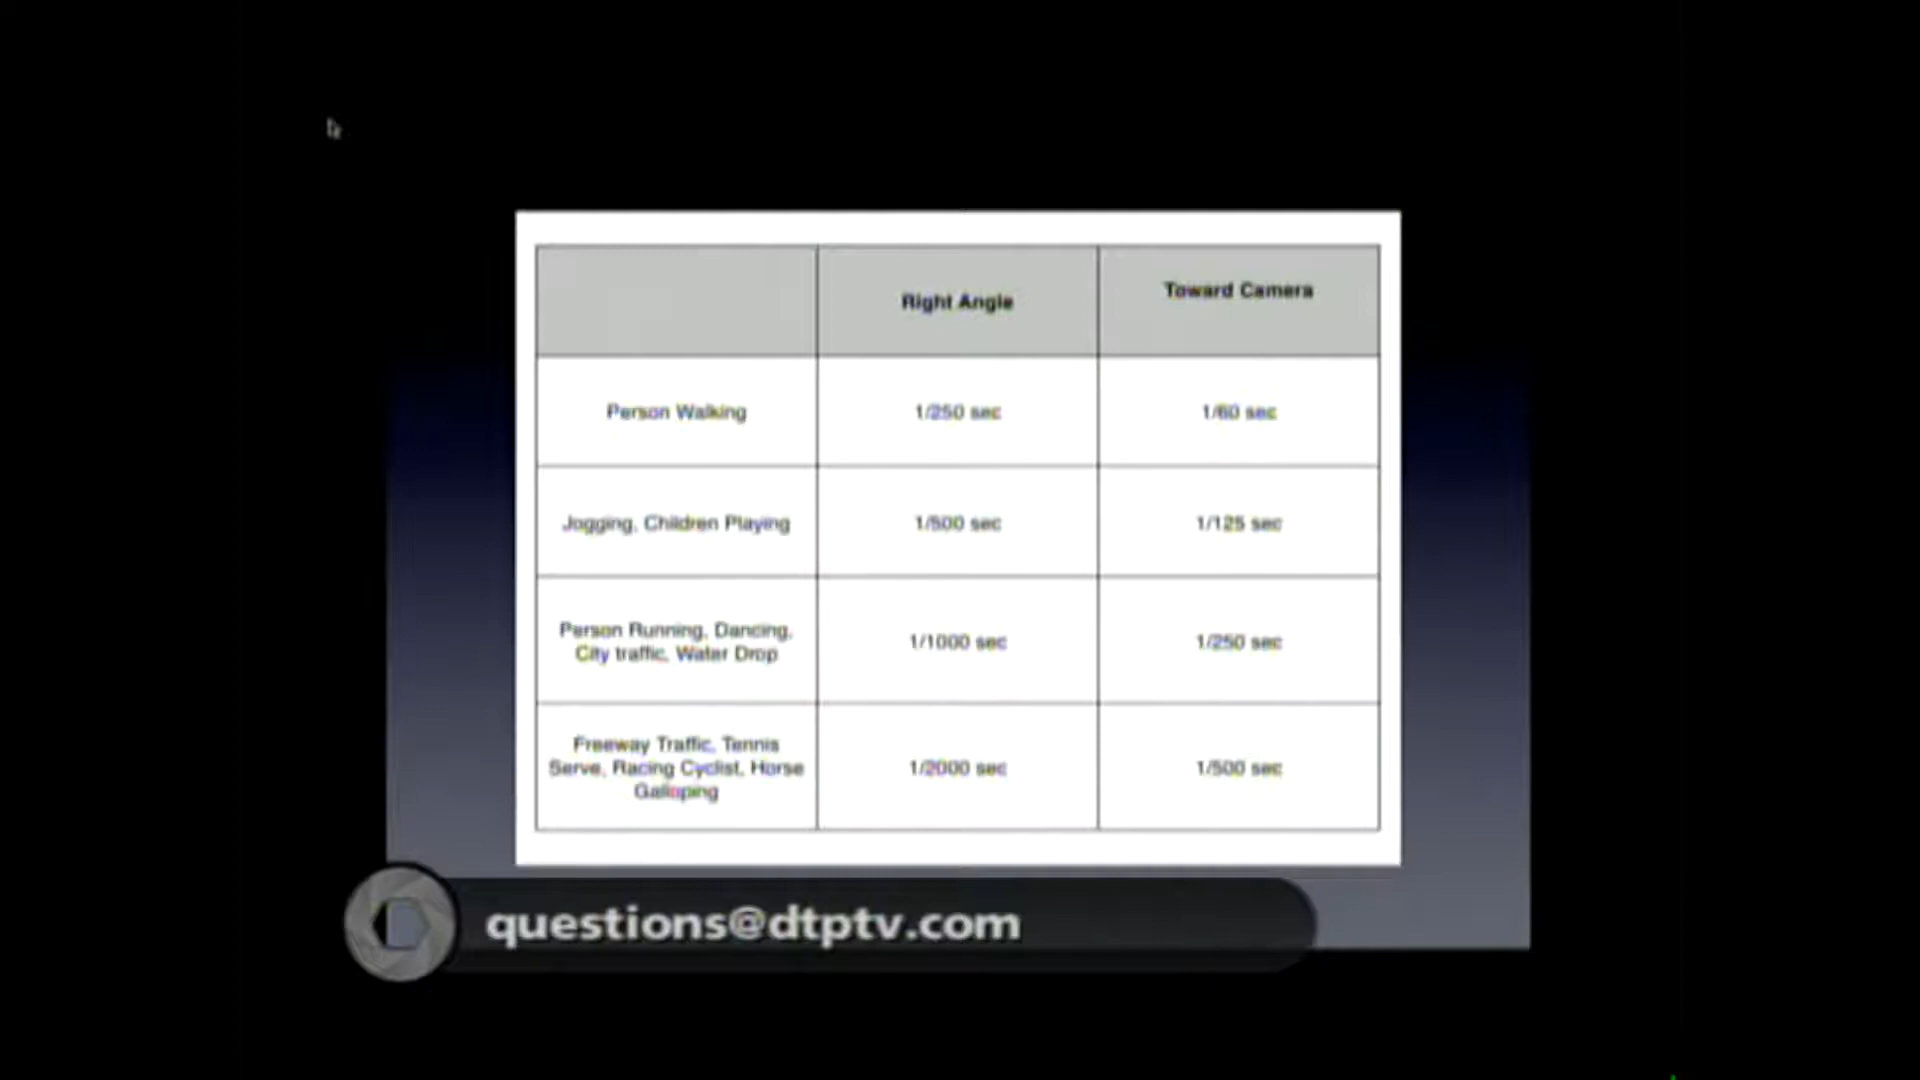 Right Angle
Toward Camera
Person Walking
1/250 sec
1/60 sec
Jogging, Children Playing
1/500 sec
1/125 sec
Person Running, Dancing,
City traffic, Water Drop
1/1000 sec
1/250 sec
Freeway Traffic, Tennis
Serve, Racing Cyclist, Horse
Galloping
1/2000 sec
1/500 sec
questions@dtptv.com